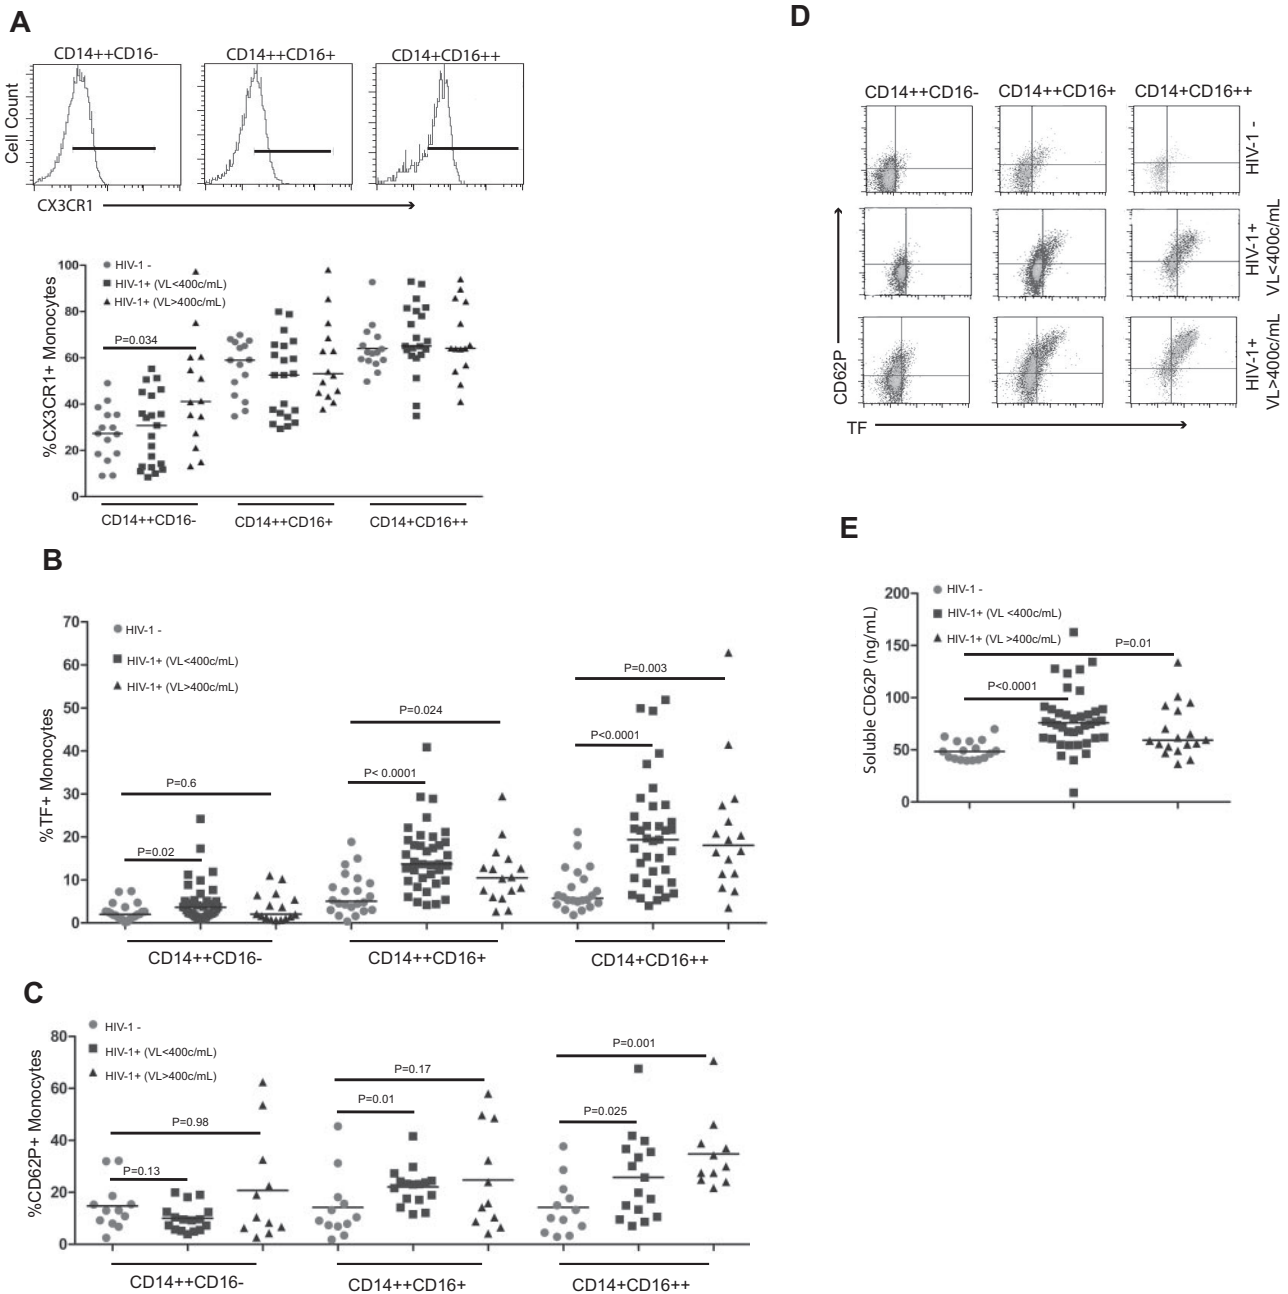 A
CD14++CD16-
CD14++CD16+
CD14+CD16++
Cell Count
CX3CR1
%CX3CR1+ Monocytes
100
80
60
40
20
0
HIV-1 -
HIV-1+ (VL<400c/mL)
HIV-1+ (VL>400c/mL)
P=0.034
CD14++CD16-
CD14++CD16+
CD14+CD16++
B
%TF+ Monocytes
70
60
50
40
30
20
10
0
HIV-1 -
HIV-1+ (VL<400c/mL)
HIV-1+ (VL>400c/mL)
P=0.6
P=0.02
P=0.024
P< 0.0001
P=0.003
P<0.0001
CD14++CD16-
CD14++CD16+
CD14+CD16++
C
%CD62P+ Monocytes
80
60
40
20
0
HIV-1 -
HIV-1+ (VL<400c/mL)
HIV-1+ (VL>400c/mL)
P=0.98
P=0.13
P=0.17
P=0.01
P=0.001
P=0.025
CD14++CD16-
CD14++CD16+
CD14+CD16++
D
CD14++CD16-
CD14++CD16+
CD14+CD16++
HIV-1 -
HIV-1+
VL<400c/mL
HIV-1+
VL>400c/mL
CD62P
TF
E
Soluble CD62P (ng/mL)
200
150
100
50
0
HIV-1 -
HIV-1+ (VL <400c/mL)
HIV-1+ (VL >400c/mL)
P=0.01
P<0.0001